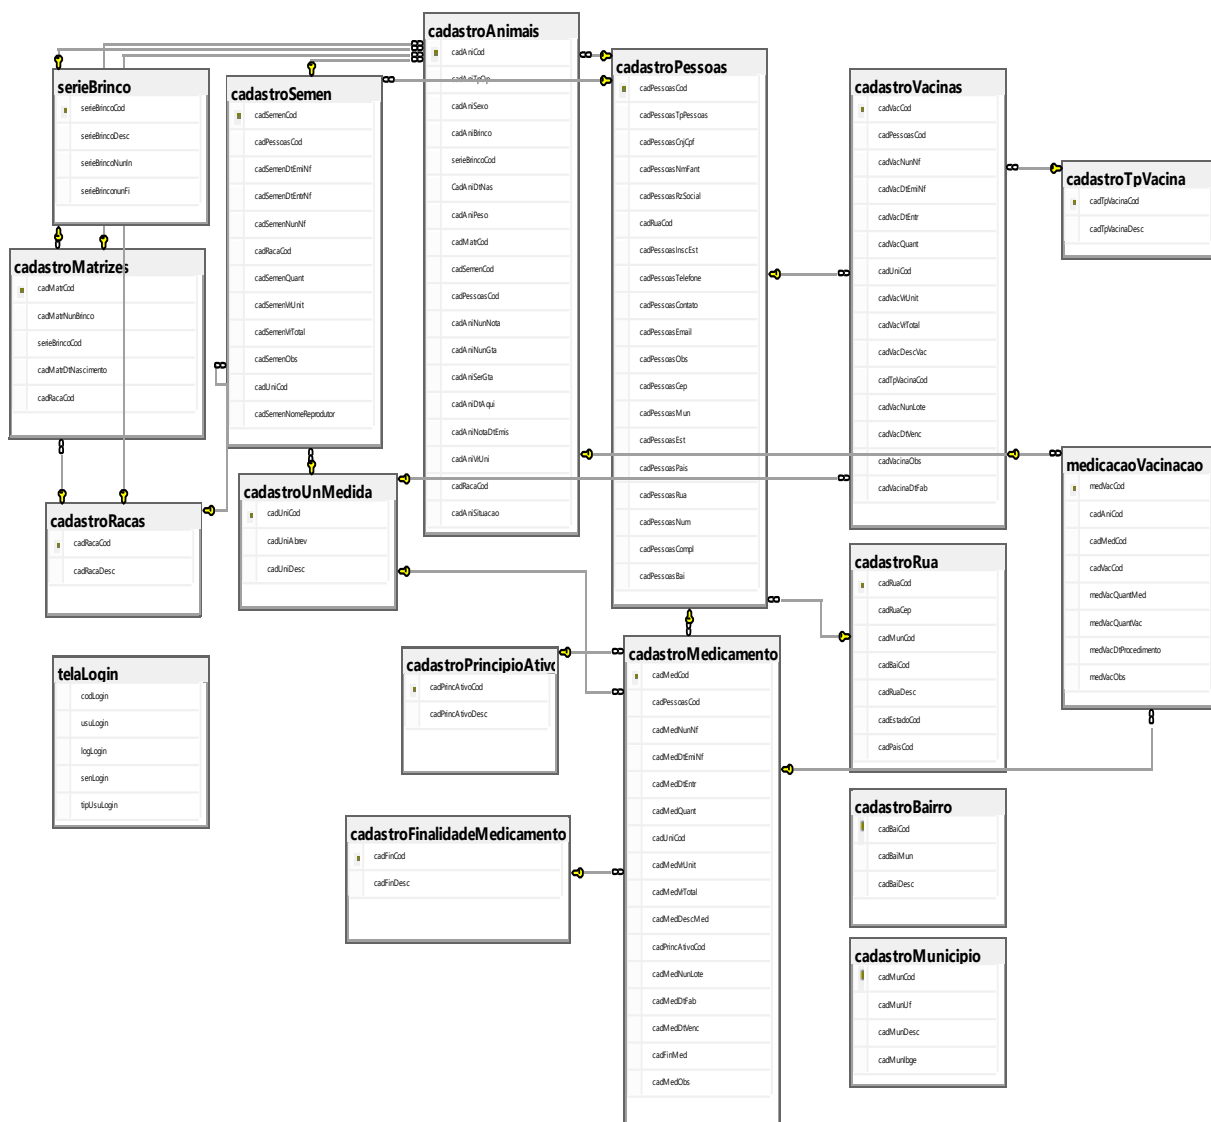 cadastroAnimais
cadAniCod
cadAniTpOp
cadAniSexo
cadAniBrinco
serieBrincoCod
CadAniDtNas
cadAniPeso
cadMatrCod
cadSemenCod
cadPessoasCod
cadAniNunNota
cadAniNunGta
cadAniSerGta
cadAniDtAqui
cadAniNotaDtEmis
cadAniVrUni
cadRacaCod
cadAniSituacao
cadastroPessoas
cadPessoasCod
cadPessoasTpPessoas
cadPessoasCnjCpf
cadPessoasNmFant
cadPessoasRzSocial
cadRuaCod
cadPessoasInscEst
cadPessoasTelefone
cadPessoasContato
cadPessoasEmail
cadPessoasObs
cadPessoasCep
cadPessoasMun
cadPessoasEst
cadPessoasPais
cadPessoasRua
cadPessoasNum
cadPessoasCompl
cadPessoasBai
serieBrinco
serieBrincoCod
serieBrincoDesc
serieBrincoNunIn
serieBrinconunFi
cadastroSemen
cadSemenCod
cadPessoasCod
cadSemenDtEmiNf
cadSemenDtEntrNf
cadSemenNunNf
cadRacaCod
cadSemenQuant
cadSemenVrUnit
cadSemenVrTotal
cadSemenObs
cadUniCod
cadSemenNomeReprodutor
cadastroVacinas
cadVacCod
cadPessoasCod
cadVacNunNf
cadVacDtEmiNf
cadVacDtEntr
cadVacQuant
cadUniCod
cadVacVrUnit
cadVacVrTotal
cadVacDescVac
cadTpVacinaCod
cadVacNunLote
cadVacDtVenc
cadVacinaObs
cadVacinaDtFab
cadastroTpVacina
cadTpVacinaCod
cadTpVacinaDesc
cadastroMatrizes
cadMatrCod
cadMatrNunBrinco
serieBrincoCod
cadMatrDtNascimento
cadRacaCod
cadastroUnMedida
cadUniCod
cadUniAbrev
cadUniDesc
cadastroRacas
cadRacaCod
cadRacaDesc
medicacaoVacinacao
medVacCod
cadAniCod
cadMedCod
cadVacCod
medVacQuantMed
medVacQuantVac
medVacDtProcedimento
medVacObs
cadastroRua
cadRuaCod
cadRuaCep
cadMunCod
cadBaiCod
cadRuaDesc
cadEstadoCod
cadPaisCod
telaLogin
codLogin
usuLogin
logLogin
senLogin
tipUsuLogin
cadastroPrincipioAtivo
cadPrincAtivoCod
cadPrincAtivoDesc
cadastroMedicamento
cadMedCod
cadPessoasCod
cadMedNunNf
cadMedDtEmiNf
cadMedDtEntr
cadMedQuant
cadUniCod
cadMedVrUnit
cadMedVrTotal
cadMedDescMed
cadPrincAtivoCod
cadMedNunLote
cadMedDtFab
cadMedDtVenc
cadFinMed
cadMedObs
cadastroFinalidadeMedicamento
cadFinCod
cadFinDesc
cadastroBairro
cadBaiCod
cadBaiMun
cadBaiDesc
cadastroMunicipio
cadMunCod
cadMunUf
cadMunDesc
cadMunIbge